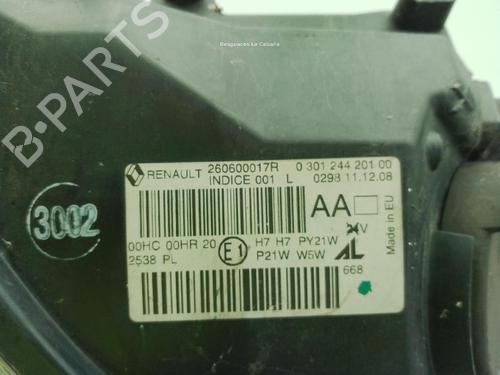 Desguaces La Cabaña
RENAULT 260600017R 0 301 244 201 00
INDICE 001 L 0298 11.12.08
AA
Made in EU
3002
00HC 00HR 20 E1 H7 H7 PY21W V
2538 PL P21W W5W AL
668